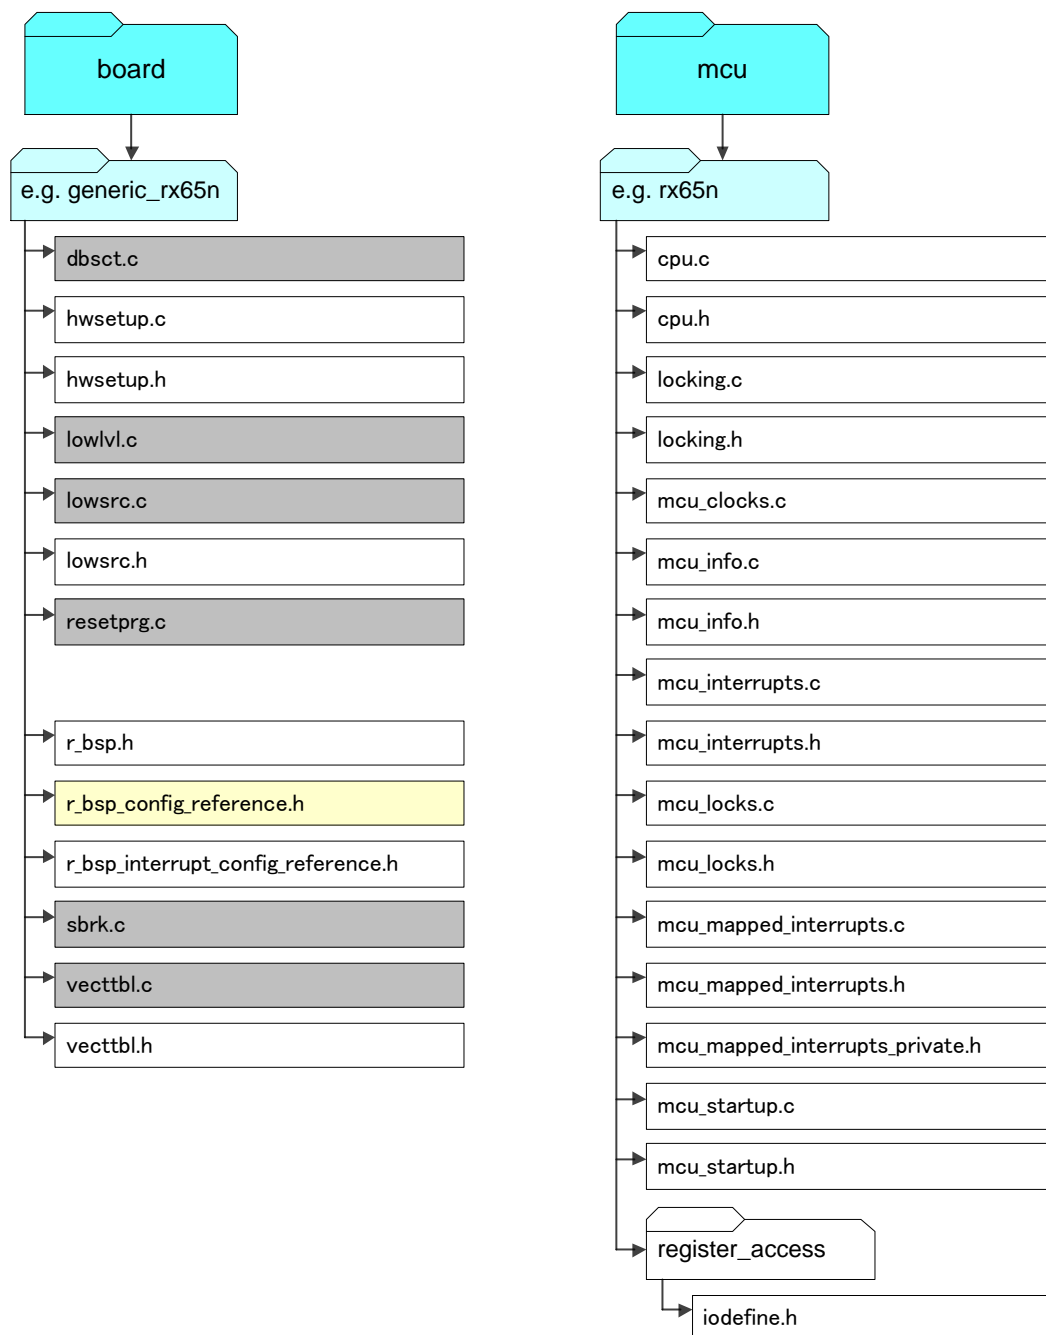 board
e.g. generic_rx65n
dbsct.c
hwsetup.c
hwsetup.h
lowlvl.c
lowsrc.c
lowsrc.h
resetprg.c
r_bsp.h
r_bsp_config_reference.h
r_bsp_interrupt_config_reference.h
sbrk.c
vecttbl.c
vecttbl.h
mcu
e.g. rx65n
cpu.c
cpu.h
locking.c
locking.h
mcu_clocks.c
mcu_info.c
mcu_info.h
mcu_interrupts.c
mcu_interrupts.h
mcu_locks.c
mcu_locks.h
mcu_mapped_interrupts.c
mcu_mapped_interrupts.h
mcu_mapped_interrupts_private.h
mcu_startup.c
mcu_startup.h
register_access
iodefine.h